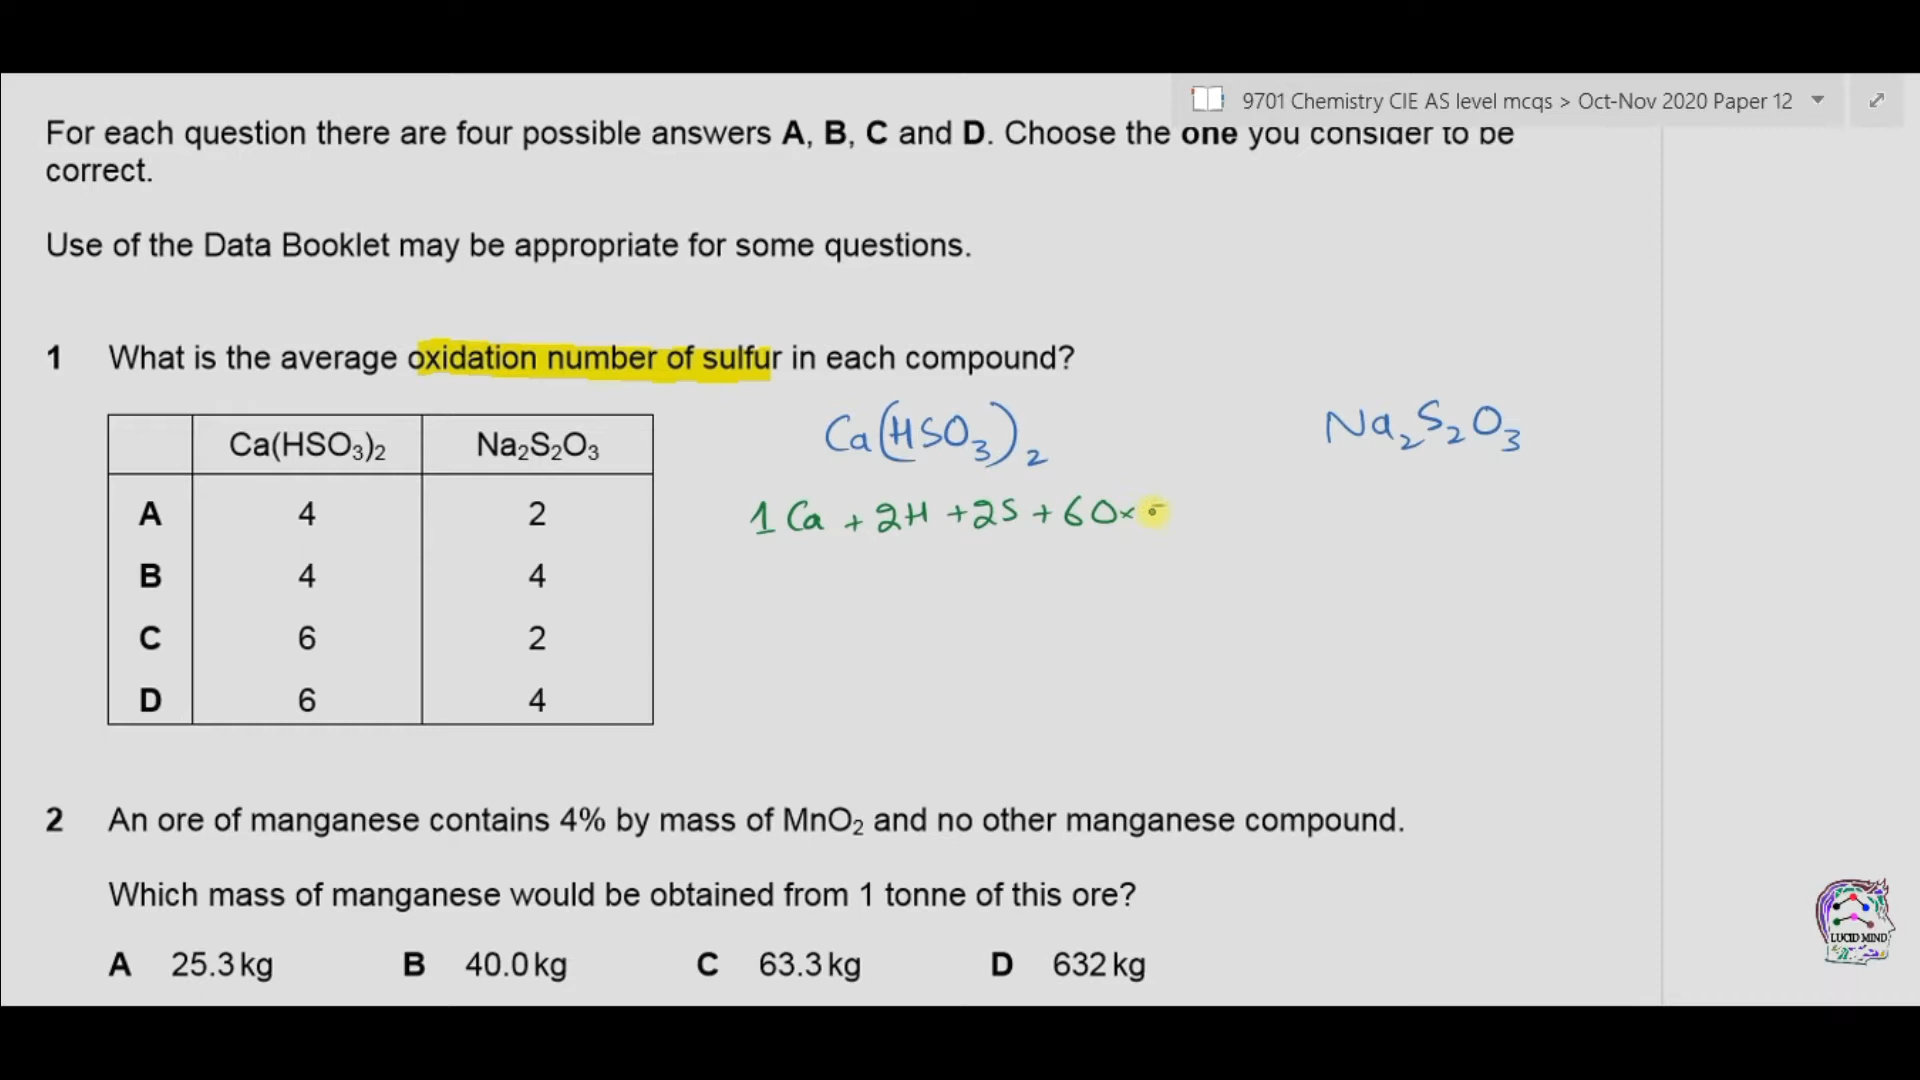 9701 Chemistry CIE AS level mcqs > Oct-Nov 2020 Paper 12
For each question there are four possible answers A, B, C and D. Choose the one you consider to be
correct.
Use of the Data Booklet may be appropriate for some questions.
1 What is the average oxidation number of sulfur in each compound?
Ca(HSO₃)₂ Na₂S₂O₃
A 4 2
B 4 4
C 6 2
D 6 4
Ca(HSO₃)₂ Na₂S₂O₃
1 Ca + 2H + 2S + 6O×
2 An ore of manganese contains 4% by mass of MnO₂ and no other manganese compound.
Which mass of manganese would be obtained from 1 tonne of this ore?
A 25.3 kg B 40.0 kg C 63.3 kg D 632 kg
LUCID MIND